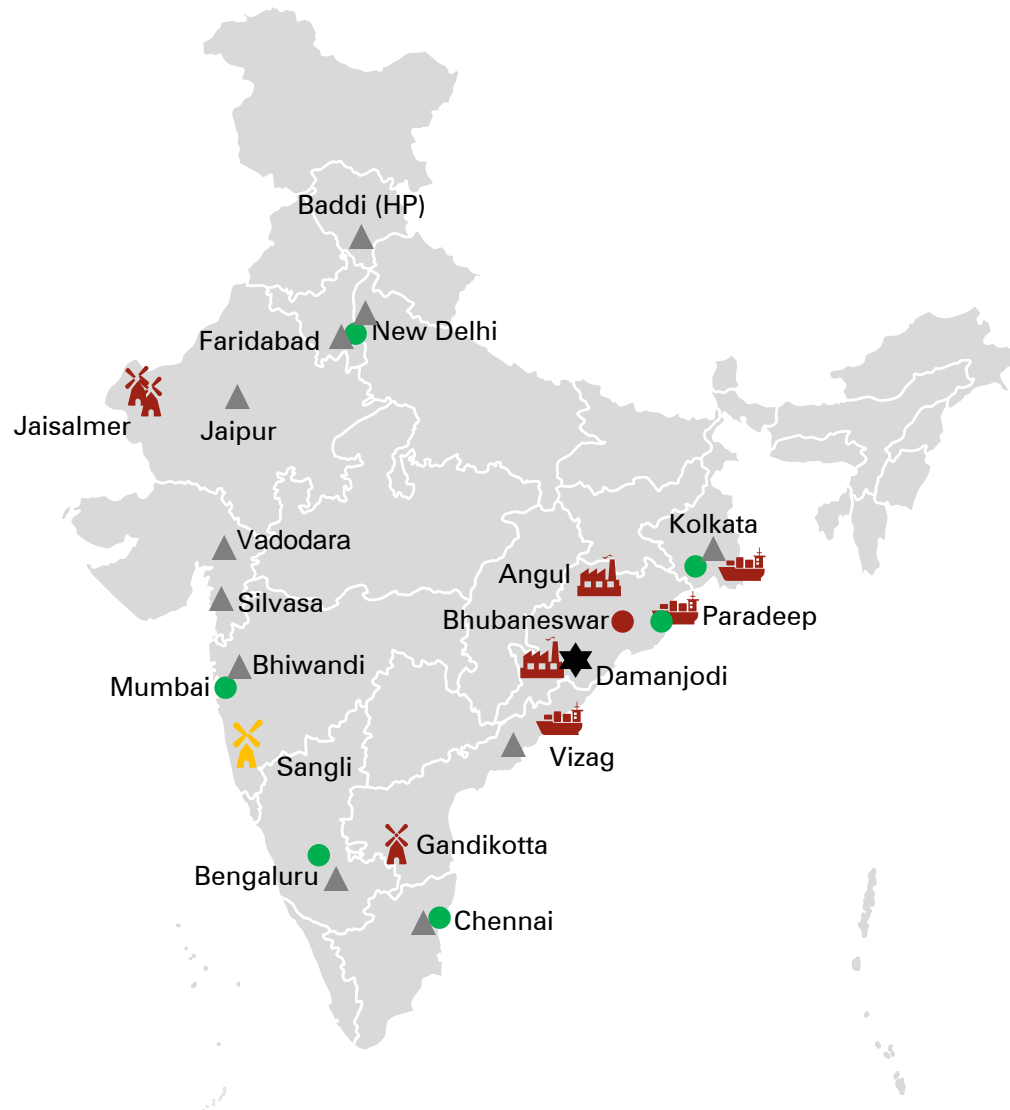 Baddi (HP)
New Delhi
Faridabad
Jaisalmer
Jaipur
Kolkata
Vadodara
Angul
Silvasa
Paradeep
Bhubaneswar
Bhiwandi
Damanjodi
Mumbai
Vizag
Sangli
Gandikotta
Bengaluru
Chennai